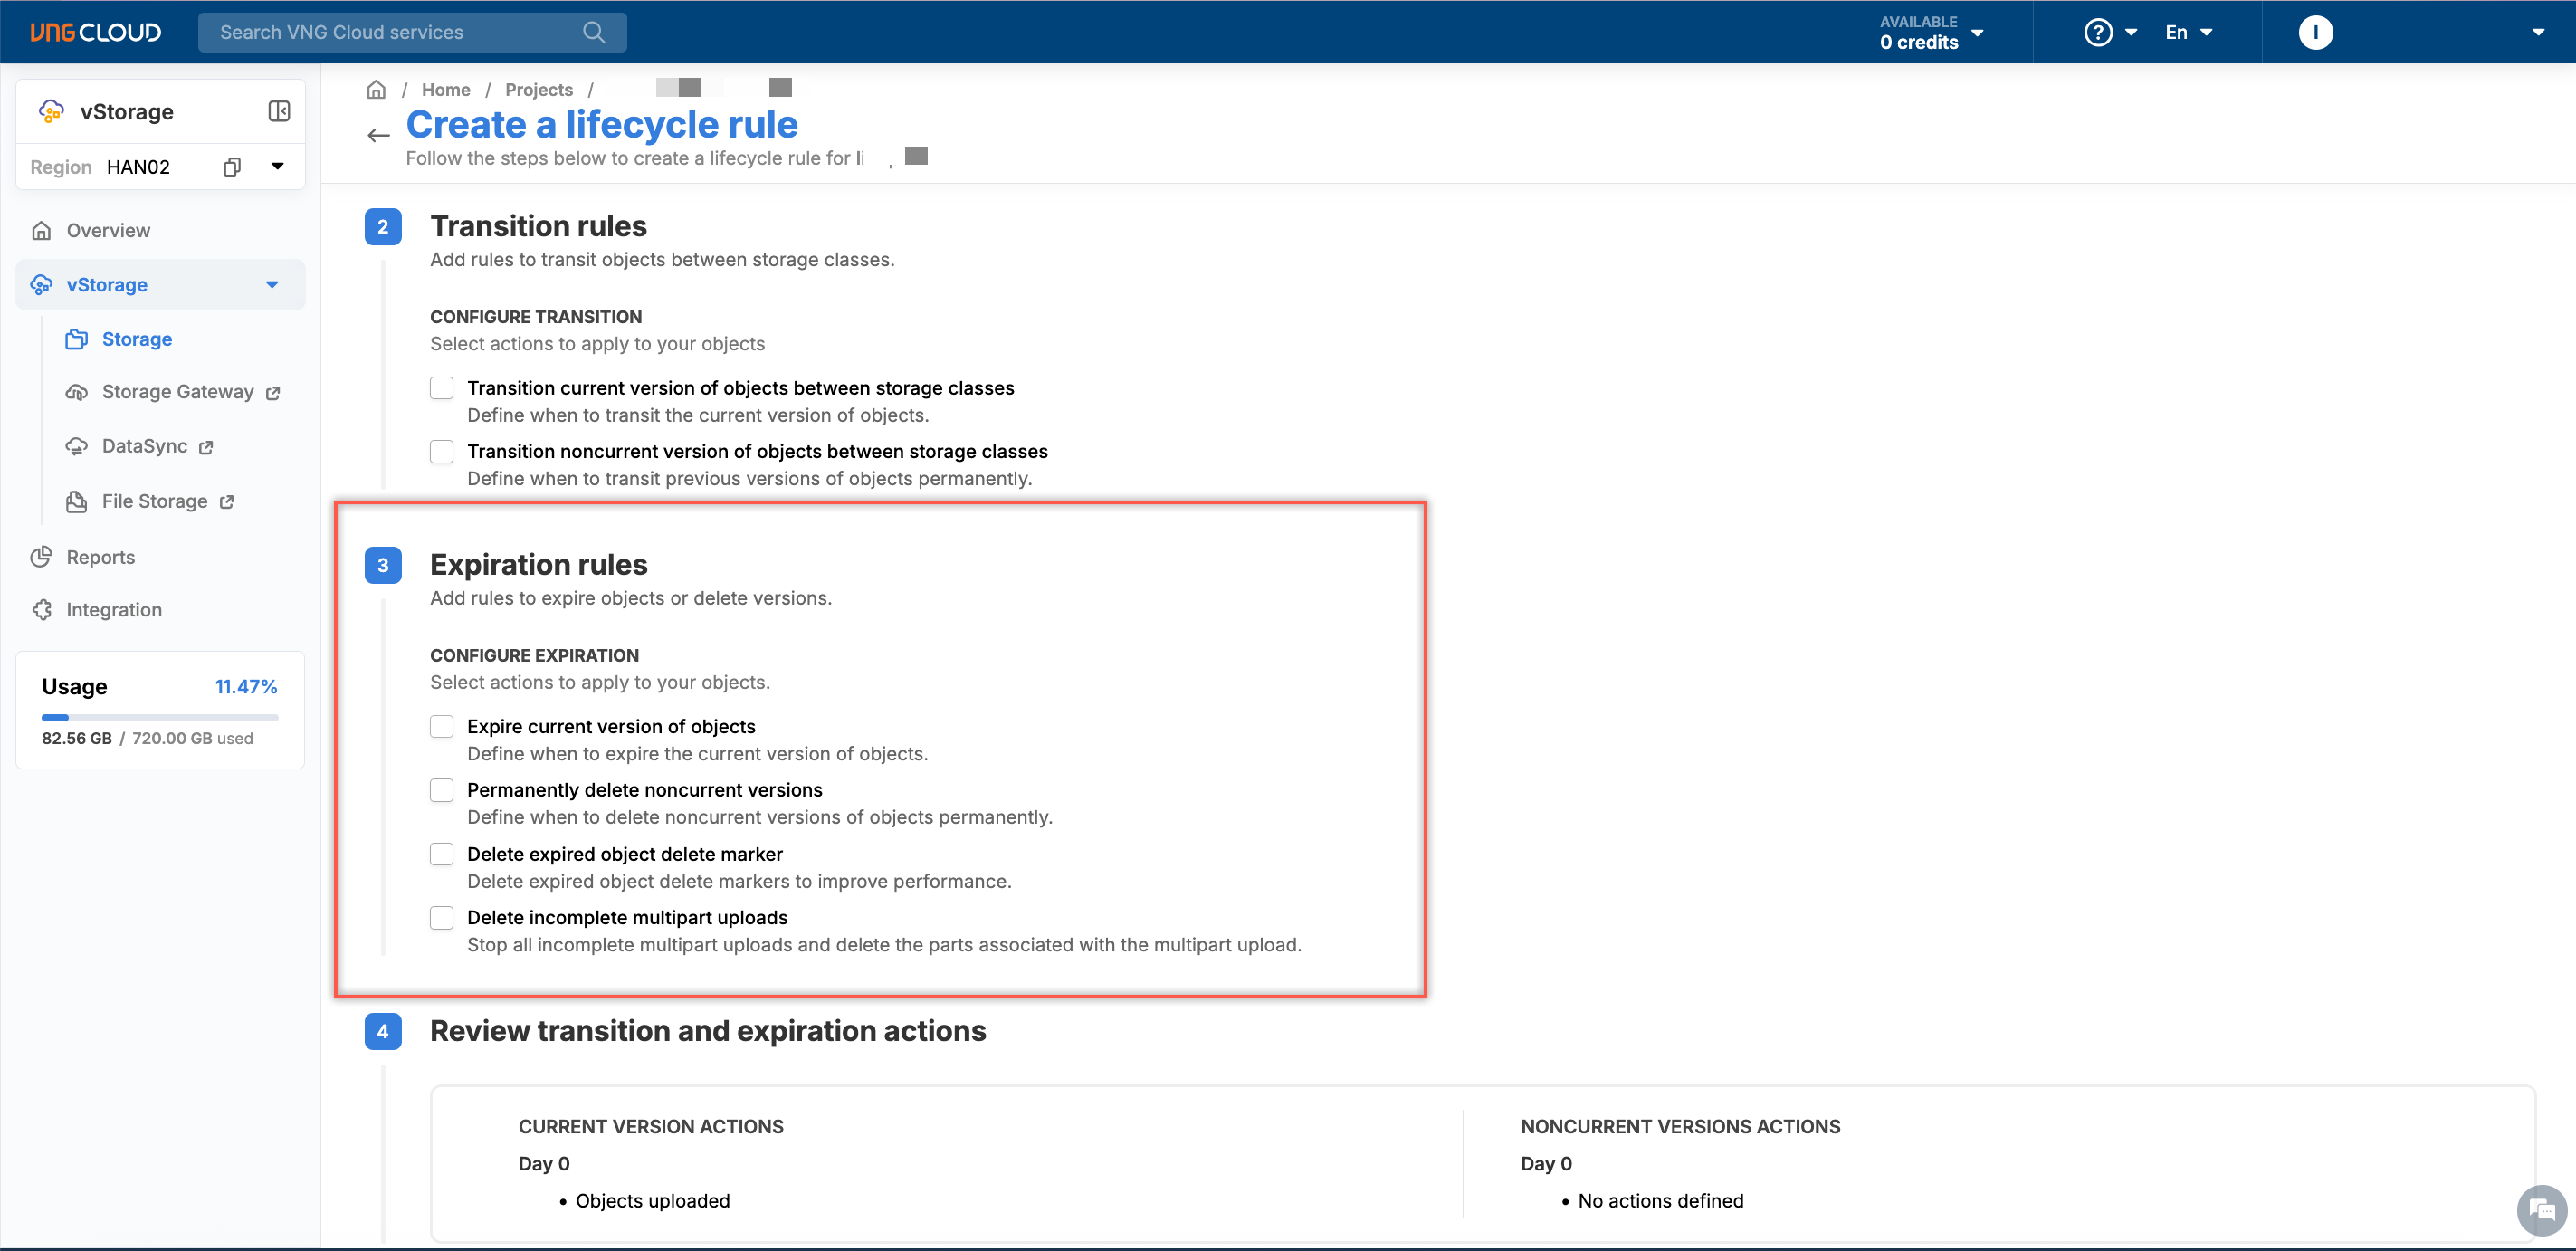 VNG CLOUD
Search VNG Cloud services
AVAILABLE
0 credits
?
En
I
vStorage
Region HAN02
Overview
vStorage
Storage
Storage Gateway
DataSync
File Storage
Reports
Integration
Usage 11.47%
82.56 GB / 720.00 GB used
/ Home / Projects /
Create a lifecycle rule
Follow the steps below to create a lifecycle rule for li
2 Transition rules
Add rules to transit objects between storage classes.
CONFIGURE TRANSITION
Select actions to apply to your objects
Transition current version of objects between storage classes
Define when to transit the current version of objects.
Transition noncurrent version of objects between storage classes
Define when to transit previous versions of objects permanently.
3 Expiration rules
Add rules to expire objects or delete versions.
CONFIGURE EXPIRATION
Select actions to apply to your objects.
Expire current version of objects
Define when to expire the current version of objects.
Permanently delete noncurrent versions
Define when to delete noncurrent versions of objects permanently.
Delete expired object delete marker
Delete expired object delete markers to improve performance.
Delete incomplete multipart uploads
Stop all incomplete multipart uploads and delete the parts associated with the multipart upload.
4 Review transition and expiration actions
CURRENT VERSION ACTIONS
Day 0
• Objects uploaded
NONCURRENT VERSIONS ACTIONS
Day 0
• No actions defined